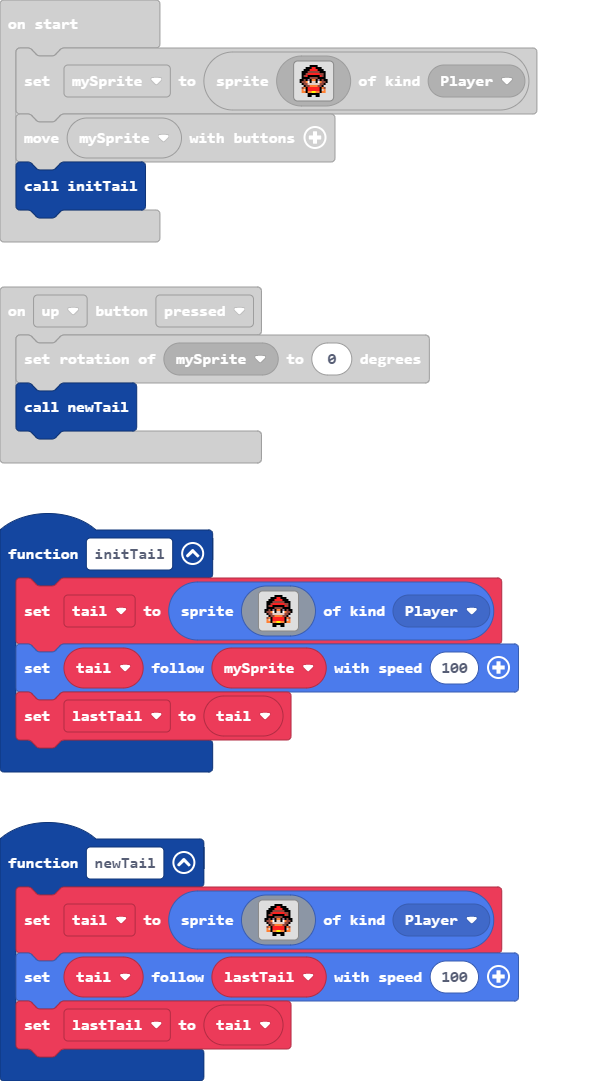 on start
set mySprite to sprite of kind Player
move mySprite with buttons
call initTail
on up button pressed
set rotation of mySprite to 0 degrees
call newTail
function initTail
set tail to sprite of kind Player
set tail follow mySprite with speed 100
set lastTail to tail
function newTail
set tail to sprite of kind Player
set tail follow lastTail with speed 100
set lastTail to tail